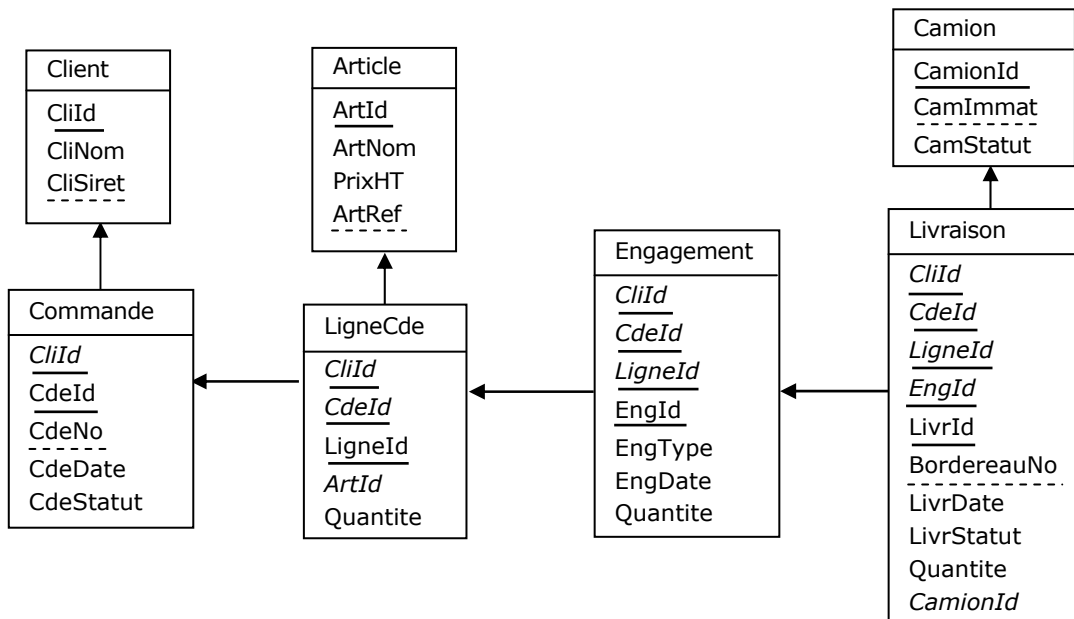 Client
CliId
CliNom
CliSiret
Article
ArtId
ArtNom
PrixHT
ArtRef
Camion
CamionId
CamImmat
CamStatut
Commande
CliId
CdeId
CdeNo
CdeDate
CdeStatut
LigneCde
CliId
CdeId
LigneId
ArtId
Quantite
Engagement
CliId
CdeId
LigneId
EngId
EngType
EngDate
Quantite
Livraison
CliId
CdeId
LigneId
EngId
LivrId
BordereauNo
LivrDate
LivrStatut
Quantite
CamionId